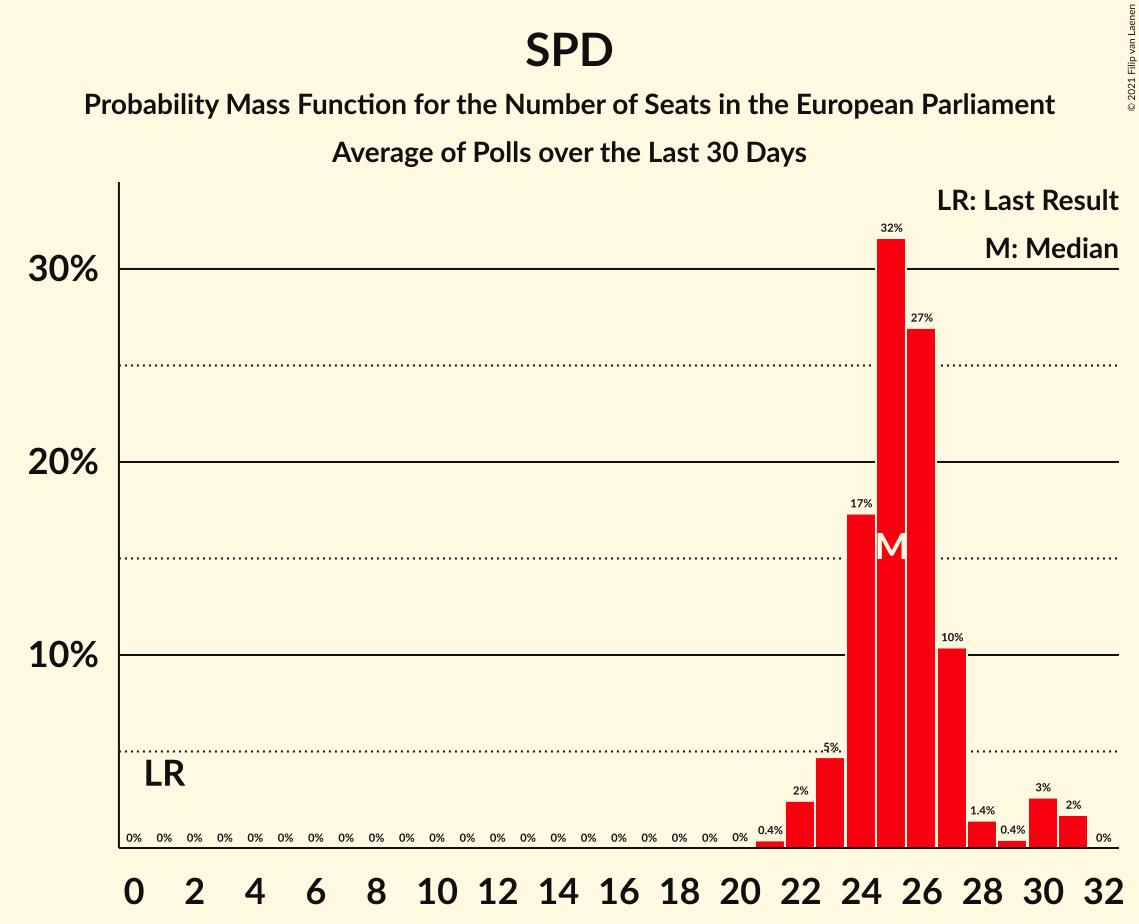 SPD
Probability Mass Function for the Number of Seats in the European Parliament
Average of Polls over the Last 30 Days
© 2021 Filip van Laenen
LR: Last Result
M: Median
30%
20%
10%
32%
27%
17%
M
10%
5%
LR
2%
1.4%
3%
2%
0% 0% 0% 0% 0% 0% 0% 0% 0% 0% 0% 0% 0% 0% 0% 0% 0% 0% 0% 0% 0% 0.4% 0.4% 0%
0 2 4 6 8 10 12 14 16 18 20 22 24 26 28 30 32